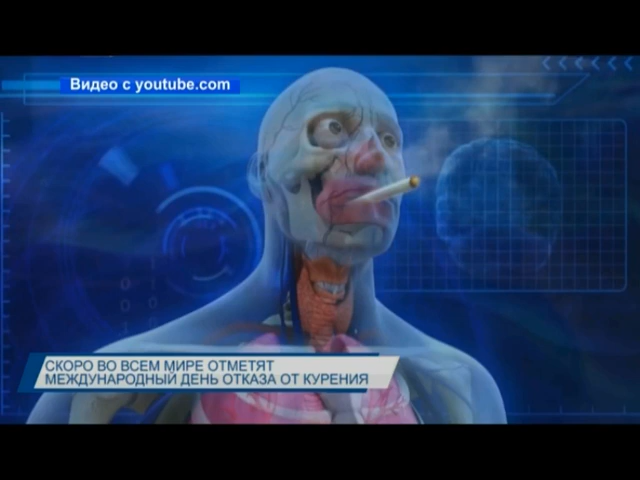 Видео с youtube.com
СКОРО ВО ВСЕМ МИРЕ ОТМЕТЯТ
МЕЖДУНАРОДНЫЙ ДЕНЬ ОТКАЗА ОТ КУРЕНИЯ